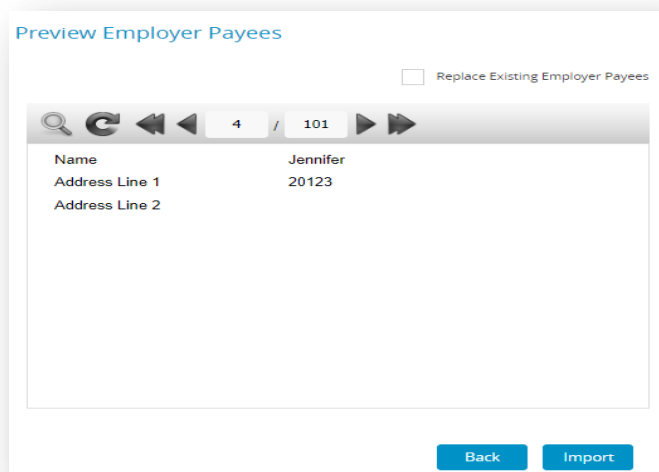 Preview Employer Payees
Replace Existing Employer Payees
4 / 101
Name Jennifer
Address Line 1 20123
Address Line 2
Back Import